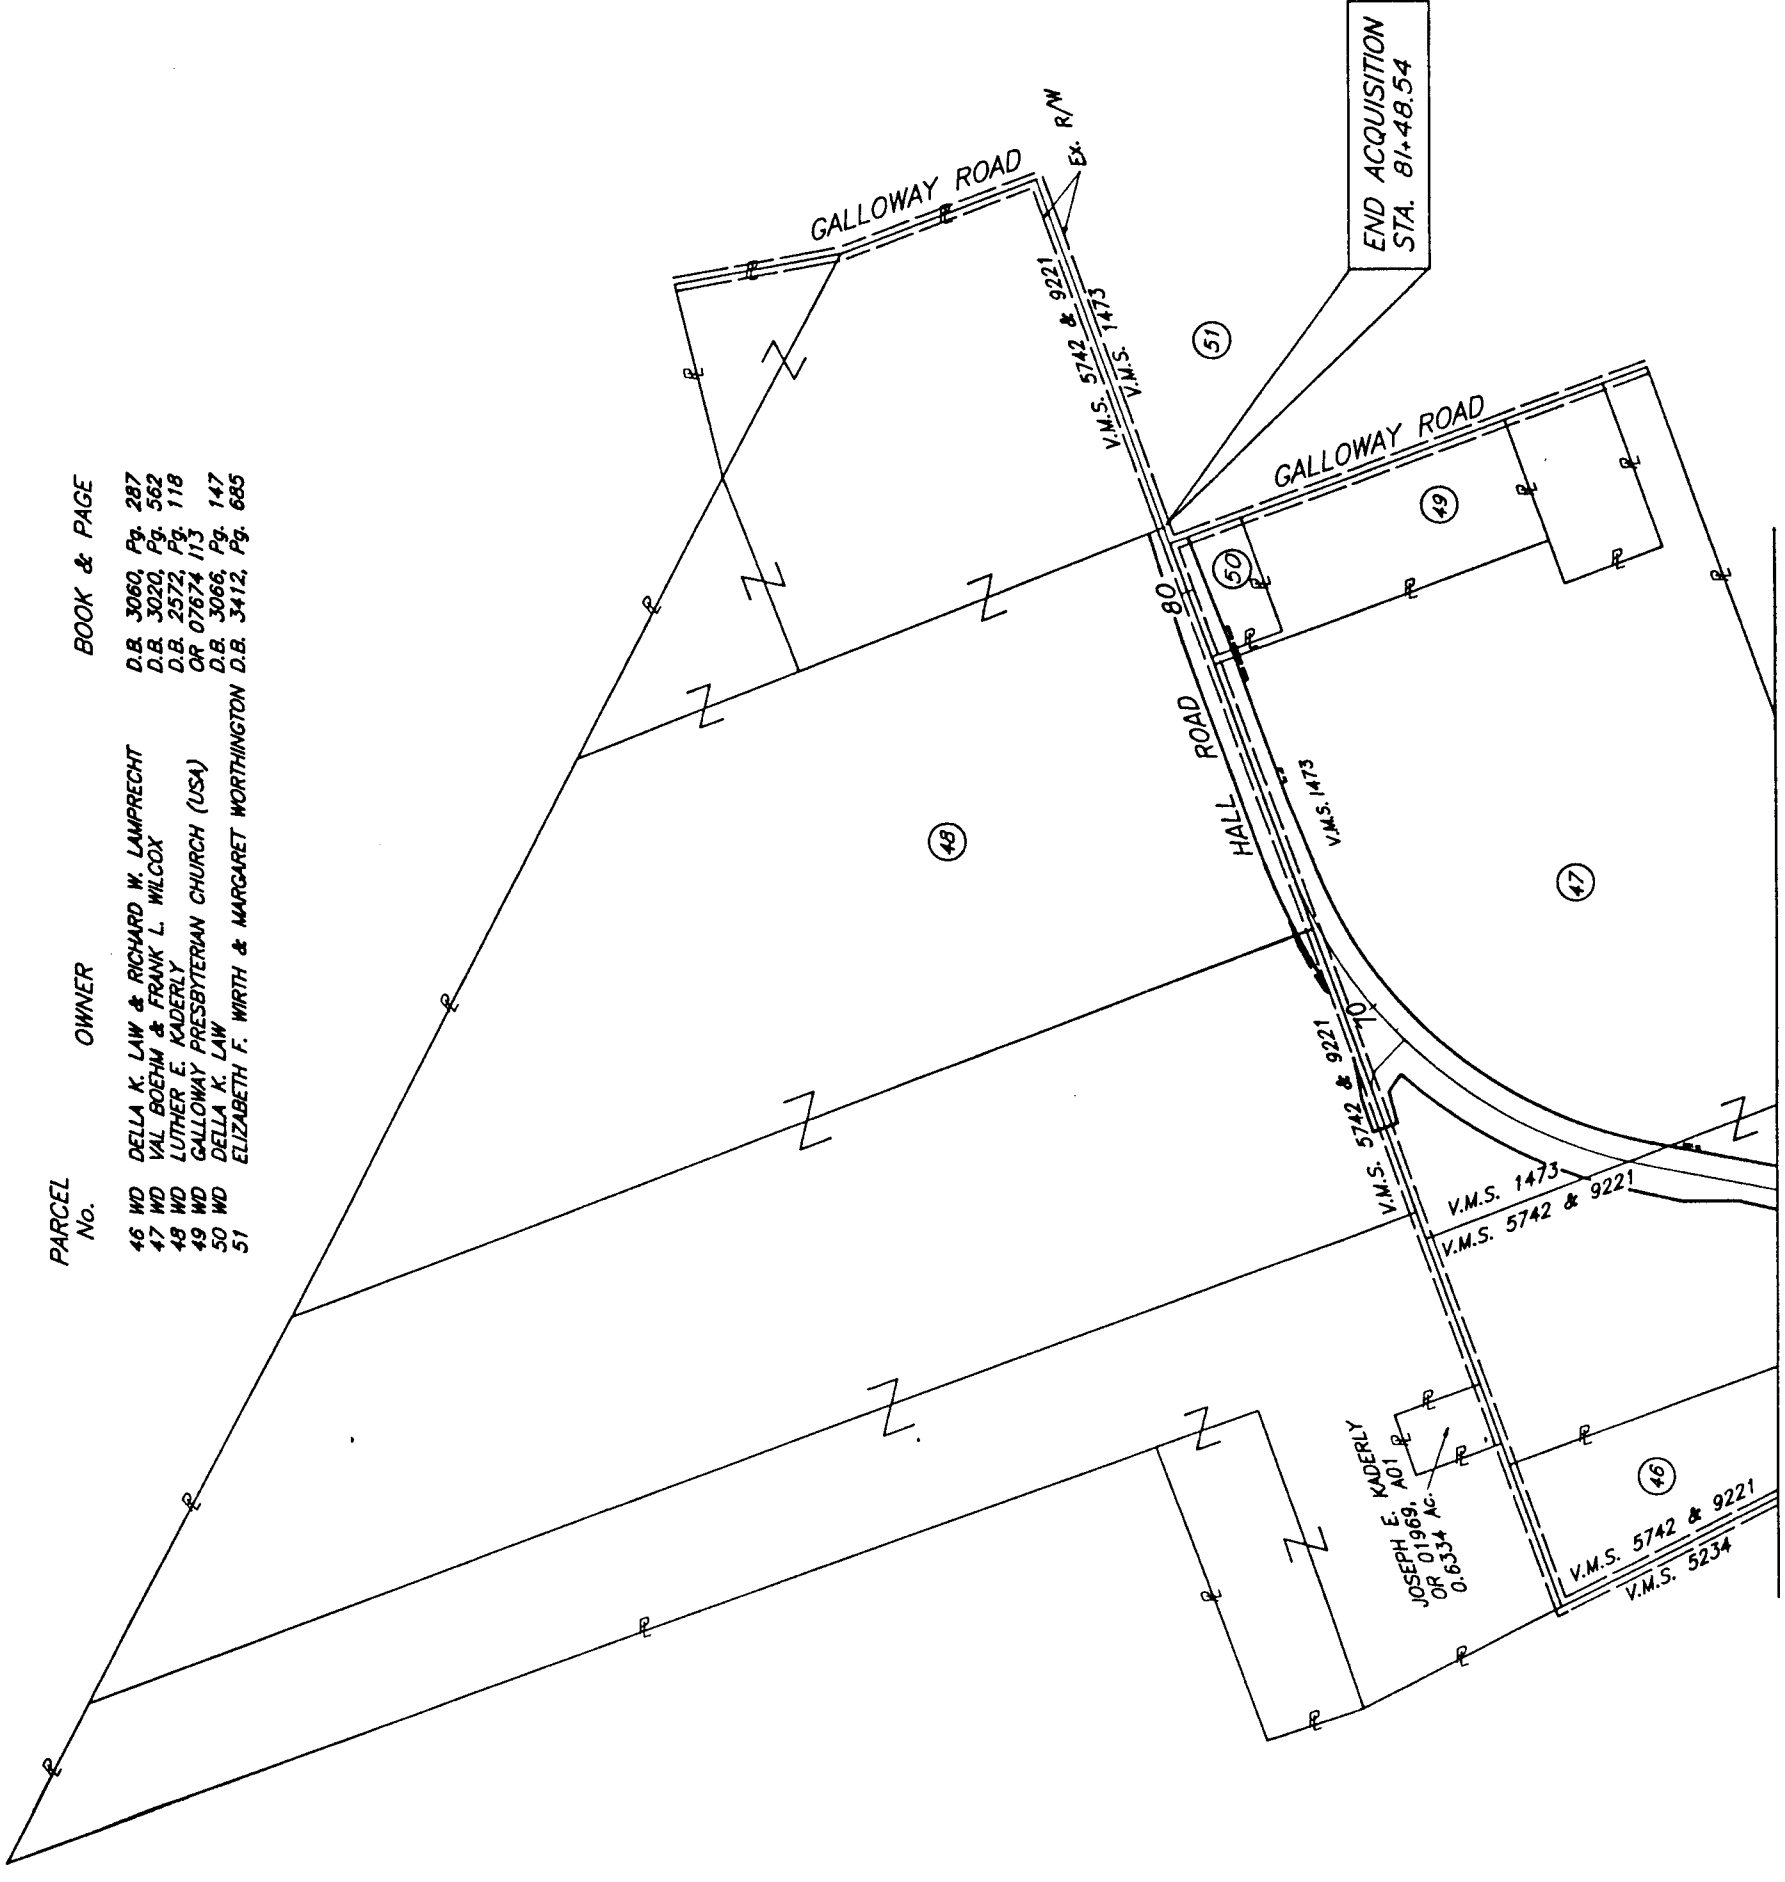 PARCEL
No.
OWNER
BOOK & PAGE
46 WD DELLA K. LAW & RICHARD W. LAMPRECHT D.B. 3060, Pg. 287
47 WD VAL BOEHM & FRANK L. WILCOX D.B. 3020, Pg. 562
48 WD LUTHER E. KADERLY D.B. 2572, Pg. 118
49 WD GALLOWAY PRESBYTERIAN CHURCH (USA) OR 07674 I13
50 WD DELLA K. LAW D.B. 3066, Pg. 147
51 ELIZABETH F. WIRTH & MARGARET WORTHINGTON D.B. 3412, Pg. 685
GALLOWAY ROAD
Ex. R/W
V.M.S. 5742 & 9221
V.M.S. 1473
END ACQUISITION
STA. 81+48.54
51
GALLOWAY ROAD
49
50
80
HALL ROAD
48
V.M.S. 1473
47
70
V.M.S. 5742 & 9221
V.M.S. 1473
V.M.S. 5742 & 9221
JOSEPH E. KADERLY
OR 01969, A01
0.6334 Ac.
46
V.M.S. 5742 & 9221
V.M.S. 5234